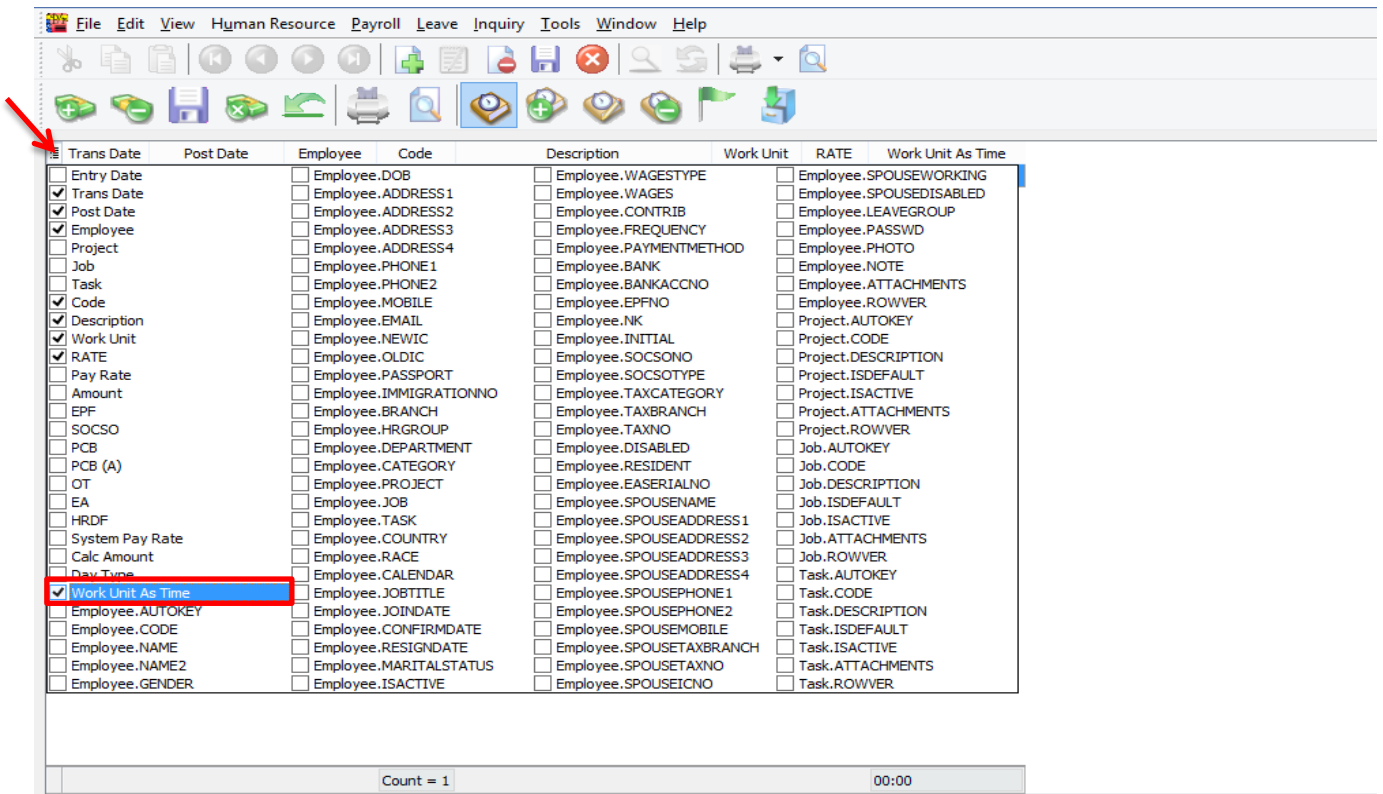 File Edit View Human Resource Payroll Leave Inquiry Tools Window Help
Trans Date Post Date Employee Code Description Work Unit RATE Work Unit As Time
Entry Date Employee.DOB Employee.WAGESTYPE Employee.SPOUSEWORKING
Trans Date Employee.ADDRESS1 Employee.WAGES Employee.SPOUSEDISABLED
Post Date Employee.ADDRESS2 Employee.CONTRIB Employee.LEAVEGROUP
Employee Employee.ADDRESS3 Employee.FREQUENCY Employee.PASSWD
Project Employee.ADDRESS4 Employee.PAYMENTMETHOD Employee.PHOTO
Job Employee.PHONE1 Employee.BANK Employee.NOTE
Task Employee.PHONE2 Employee.BANKACCNO Employee.ATTACHMENTS
Code Employee.MOBILE Employee.EPFNO Employee.ROWVER
Description Employee.EMAIL Employee.NK Project.AUTOKEY
Work Unit Employee.NEWIC Employee.INITIAL Project.CODE
RATE Employee.OLDIC Employee.SOCSONO Project.DESCRIPTION
Pay Rate Employee.PASSPORT Employee.SOCSOTYPE Project.ISDEFAULT
Amount Employee.IMMIGRATIONNO Employee.TAXCATEGORY Project.ISACTIVE
EPF Employee.BRANCH Employee.TAXBRANCH Project.ATTACHMENTS
SOCSO Employee.HRGROUP Employee.TAXNO Project.ROWVER
PCB Employee.DEPARTMENT Employee.DISABLED Job.AUTOKEY
PCB (A) Employee.CATEGORY Employee.RESIDENT Job.CODE
OT Employee.PROJECT Employee.EASERIALNO Job.DESCRIPTION
EA Employee.JOB Employee.SPOUSENAME Job.ISDEFAULT
HRDF Employee.TASK Employee.SPOUSEADDRESS1 Job.ISACTIVE
System Pay Rate Employee.COUNTRY Employee.SPOUSEADDRESS2 Job.ATTACHMENTS
Calc Amount Employee.RACE Employee.SPOUSEADDRESS3 Job.ROWVER
Day Type Employee.CALENDAR Employee.SPOUSEADDRESS4 Task.AUTOKEY
Work Unit As Time Employee.JOBTITLE Employee.SPOUSEPHONE1 Task.CODE
Employee.AUTOKEY Employee.JOINDATE Employee.SPOUSEPHONE2 Task.DESCRIPTION
Employee.CODE Employee.CONFIRMDATE Employee.SPOUSEMOBILE Task.ISDEFAULT
Employee.NAME Employee.RESIGNDATE Employee.SPOUSETAXBRANCH Task.ISACTIVE
Employee.NAME2 Employee.MARITALSTATUS Employee.SPOUSETAXNO Task.ATTACHMENTS
Employee.GENDER Employee.ISACTIVE Employee.SPOUSEICNO Task.ROWVER
Count = 1 00:00